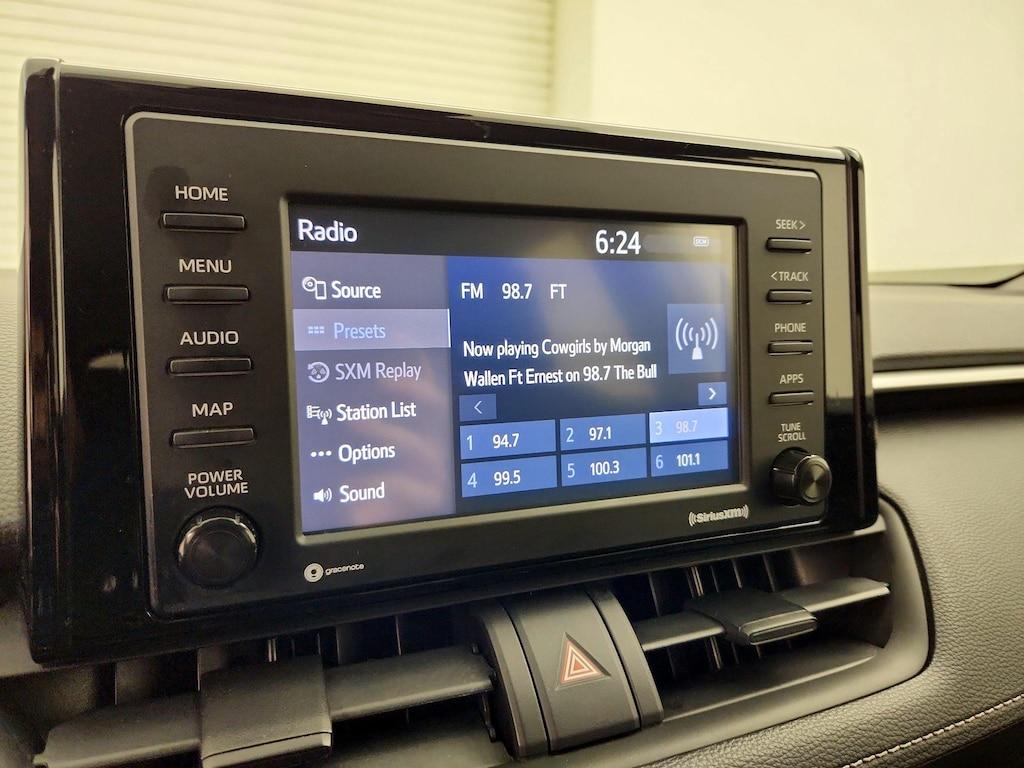 HOME
MENU
AUDIO
MAP
POWER
VOLUME
Radio
6:24
DCM
Source
Presets
SXM Replay
Station List
Options
Sound
FM 98.7 FT
Now playing Cowgirls by Morgan
Wallen Ft Ernest on 98.7 The Bull
<
>
1 94.7
2 97.1
3 98.7
4 99.5
5 100.3
6 101.1
SEEK >
< TRACK
PHONE
APPS
TUNE
SCROLL
gracenote
SiriusXM